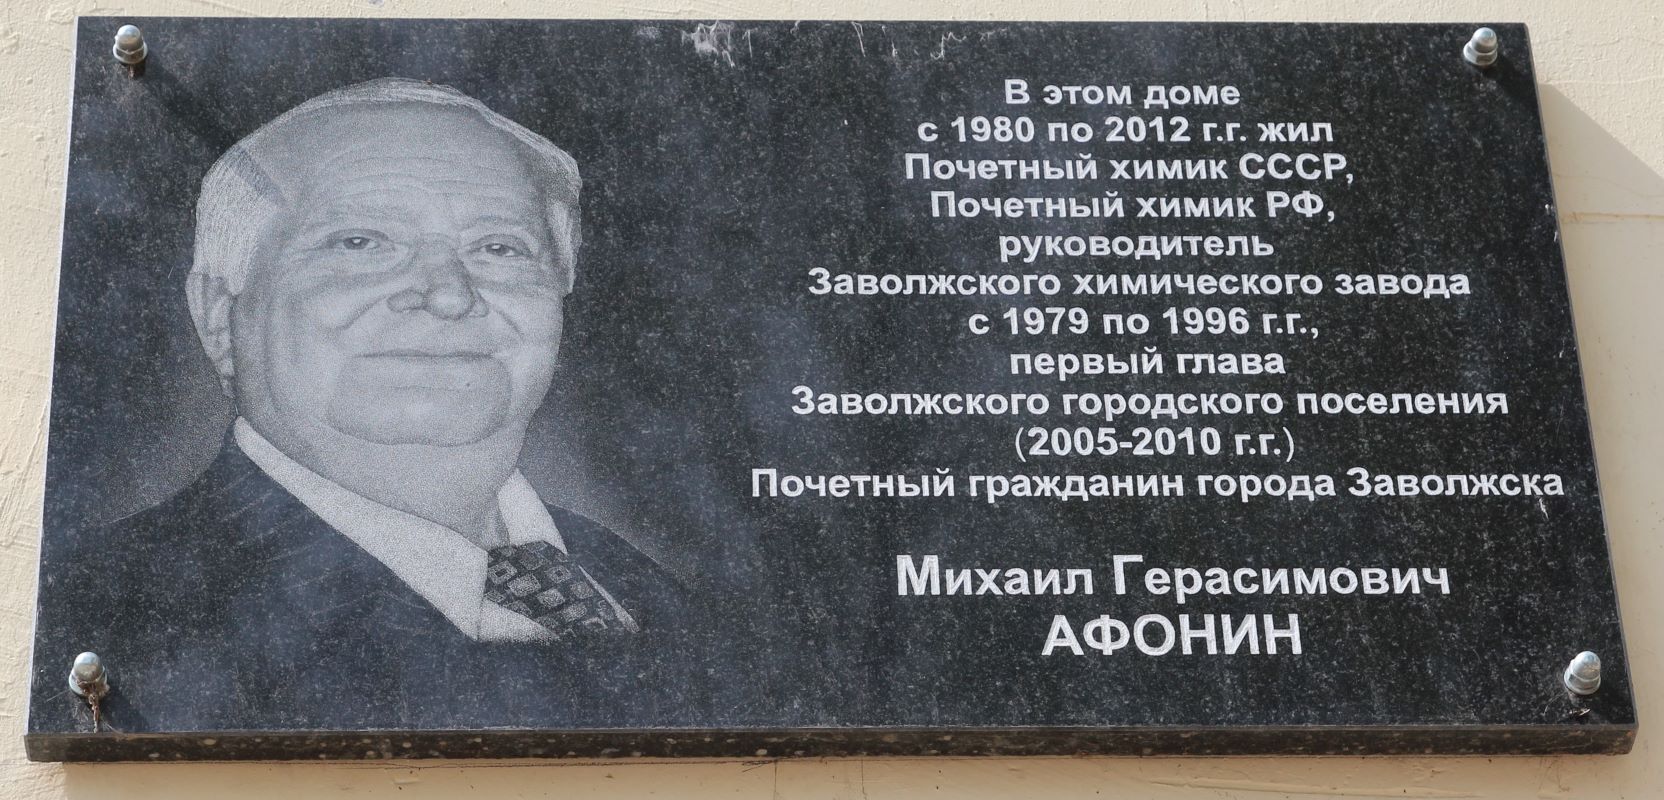 В этом доме
с 1980 по 2012 г.г. жил
Почетный химик СССР,
Почетный химик РФ,
руководитель
Заволжского химического завода
с 1979 по 1996 г.г.,
первый глава
Заволжского городского поселения
(2005-2010 г.г.)
Почетный гражданин города Заволжска
Михаил Герасимович
АФОНИН